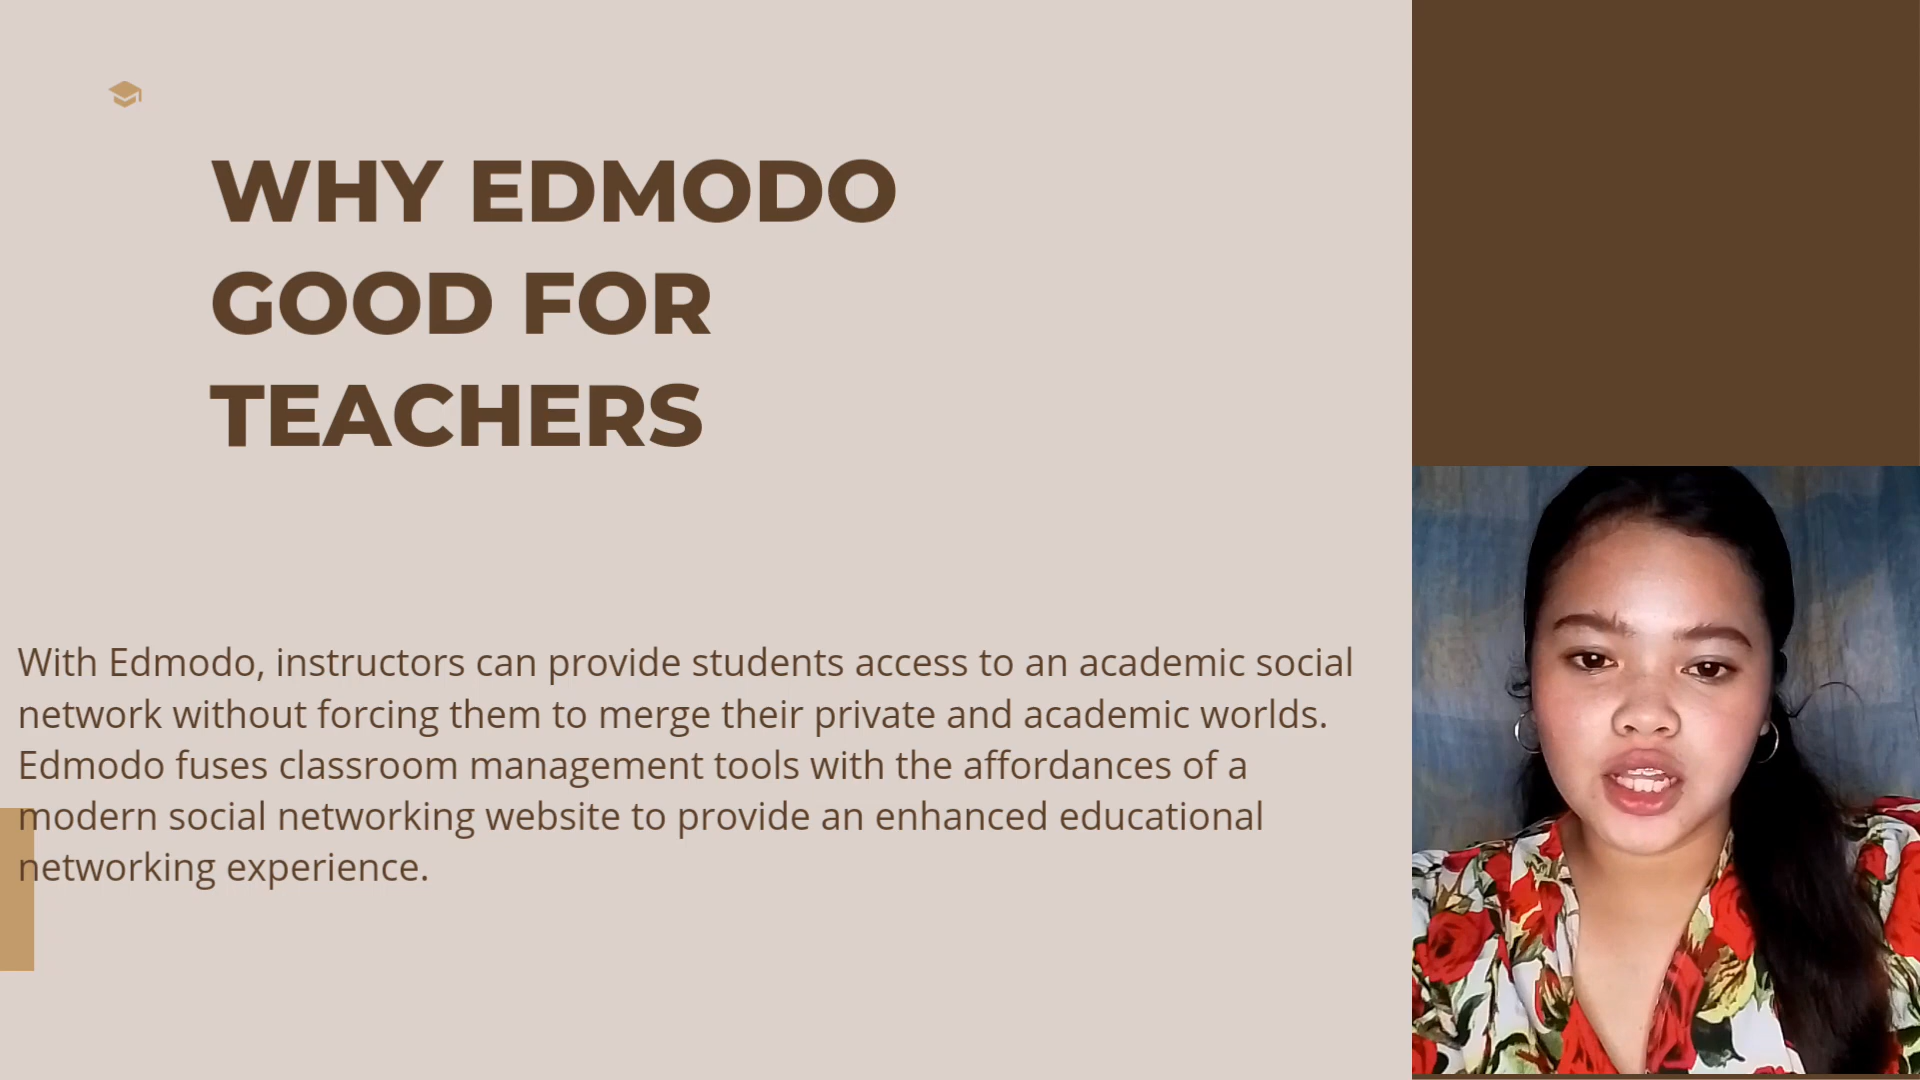 WHY EDMODO
GOOD FOR
TEACHERS
With Edmodo, instructors can provide students access to an academic social
network without forcing them to merge their private and academic worlds.
Edmodo fuses classroom management tools with the affordances of a
modern social networking website to provide an enhanced educational
networking experience.